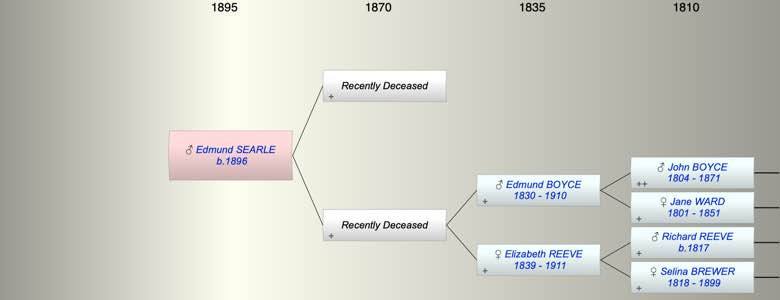 1895 1870 1835 1810
Recently Deceased
+
♂ Edmund SEARLE
b.1896
Recently Deceased
+
♂ Edmund BOYCE
1830 - 1910
+
♀ Elizabeth REEVE
1839 - 1911
+
♂ John BOYCE
1804 - 1871
++
♀ Jane WARD
1801 - 1851
+
♂ Richard REEVE
b.1817
+
♀ Selina BREWER
1818 - 1899
+